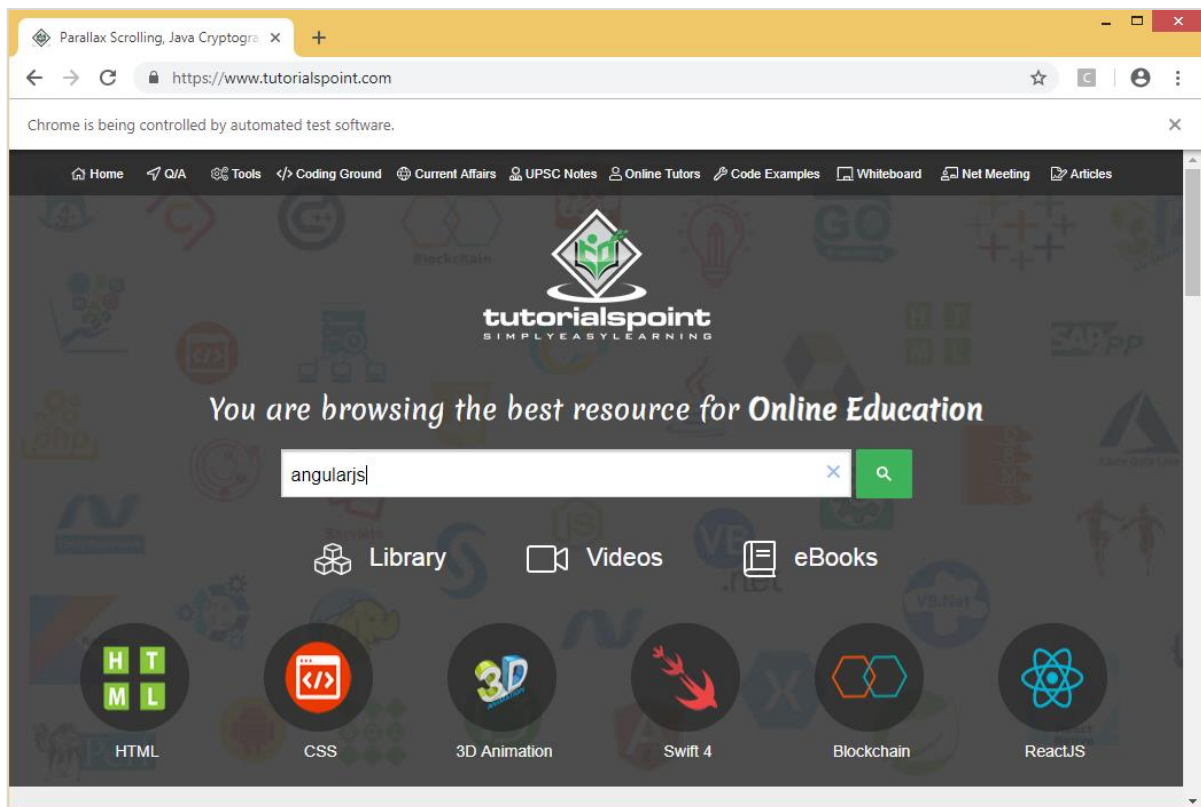 Parallax Scrolling, Java Cryptogra
https://www.tutorialspoint.com
Chrome is being controlled by automated test software.
Home Q/A Tools </> Coding Ground Current Affairs UPSC Notes Online Tutors Code Examples Whiteboard Net Meeting Articles
tutorialspoint
SIMPLYEASYLEARNING
You are browsing the best resource for Online Education
angularjs
Library Videos eBooks
HTML CSS 3D Animation Swift 4 Blockchain ReactJS